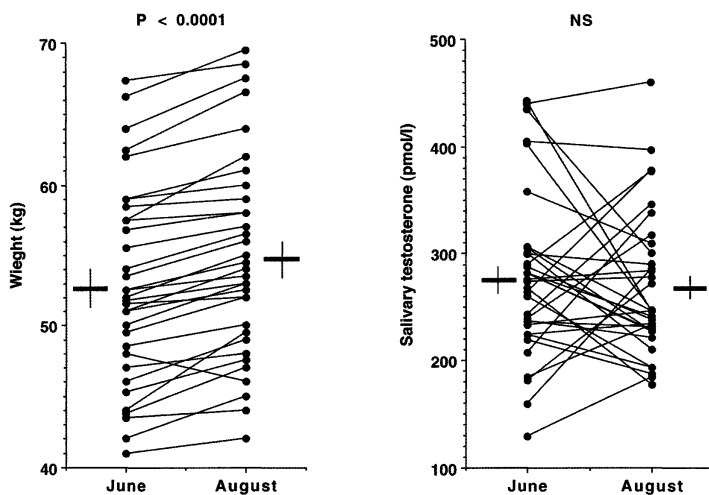 P < 0.0001
70
60
50
40
Wieght (kg)
June August
NS
500
400
300
200
100
Salivary testosterone (pmol/l)
June August